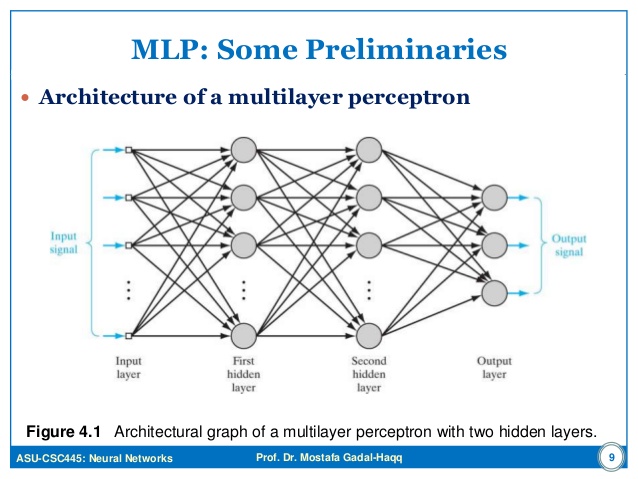 MLP: Some Preliminaries
• Architecture of a multilayer perceptron
Input
signal
Output
signal
Input
layer
First
hidden
layer
Second
hidden
layer
Output
layer
Figure 4.1 Architectural graph of a multilayer perceptron with two hidden layers.
ASU-CSC445: Neural Networks
Prof. Dr. Mostafa Gadal-Haqq
9